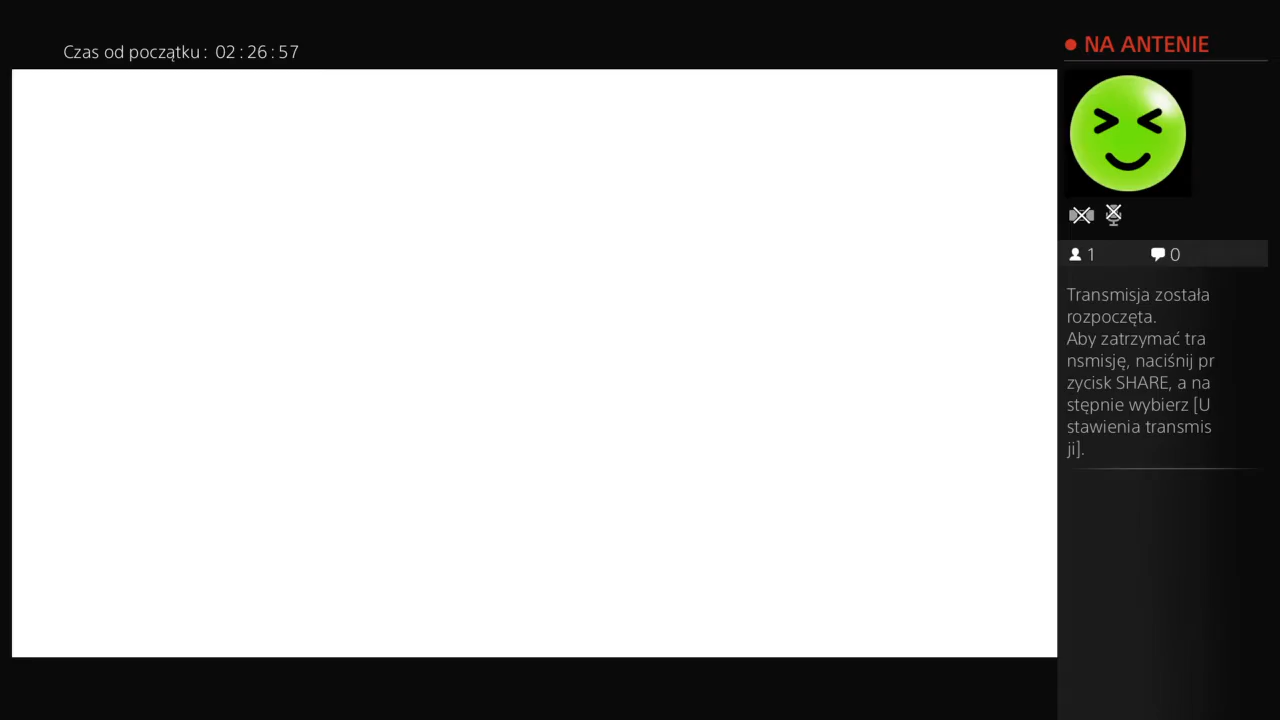 Czas od początku : 02 : 26 : 57
NA ANTENIE
1 0
Transmisja została
rozpoczęta.
Aby zatrzymać tra
nsmisję, naciśnij pr
zycisk SHARE, a na
stępnie wybierz [U
stawienia transmis
ji].